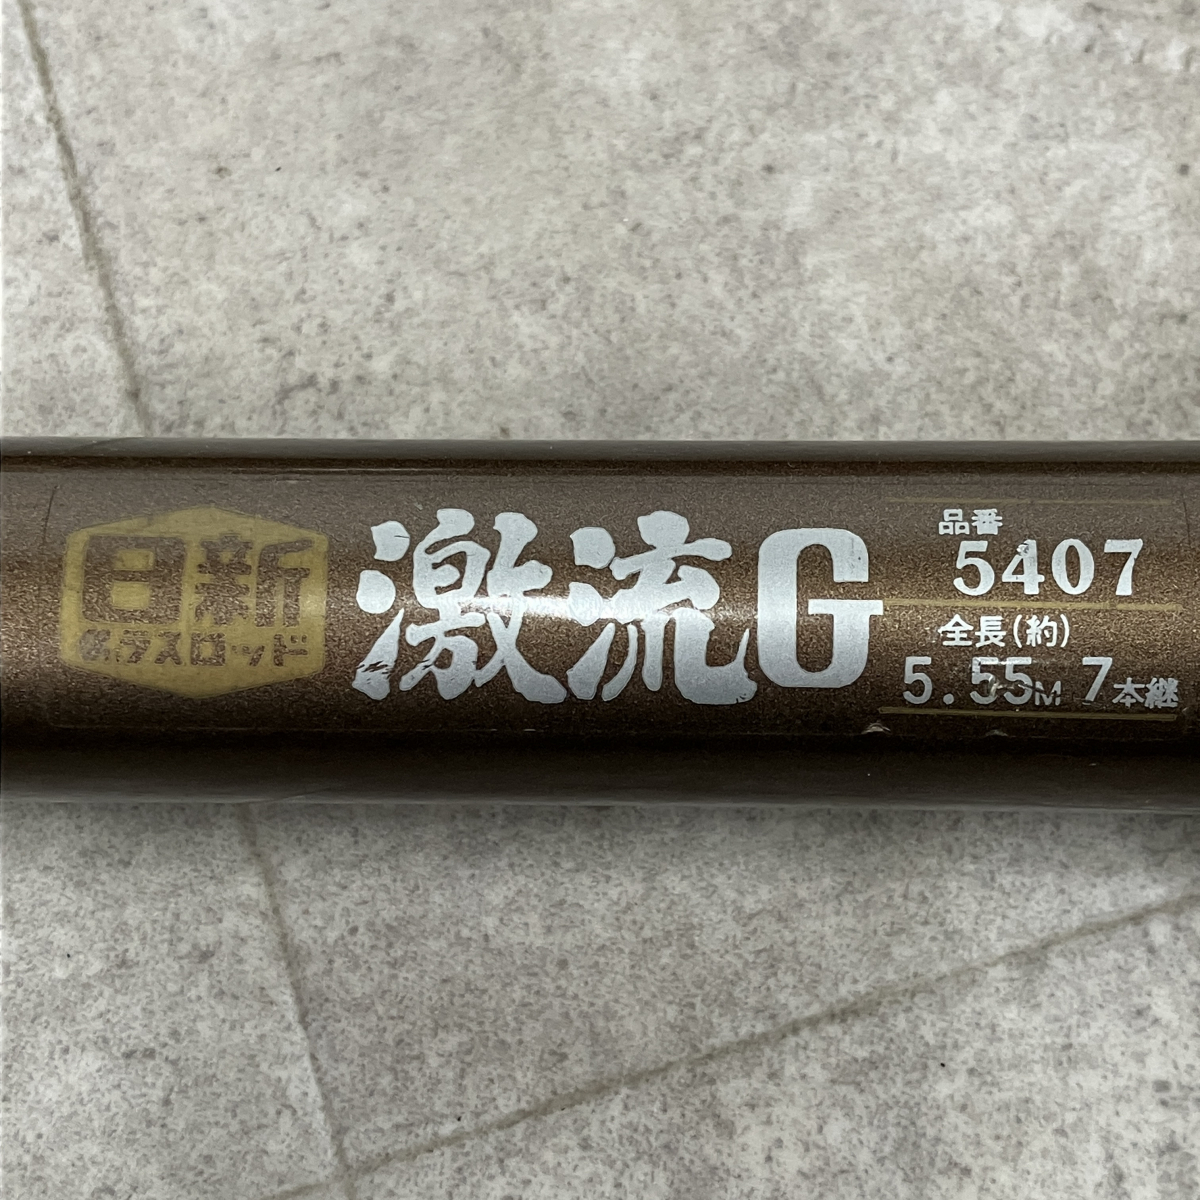 日新
グラスロッド
激流G
品番
5407
全長(約)
5.55M 7本継